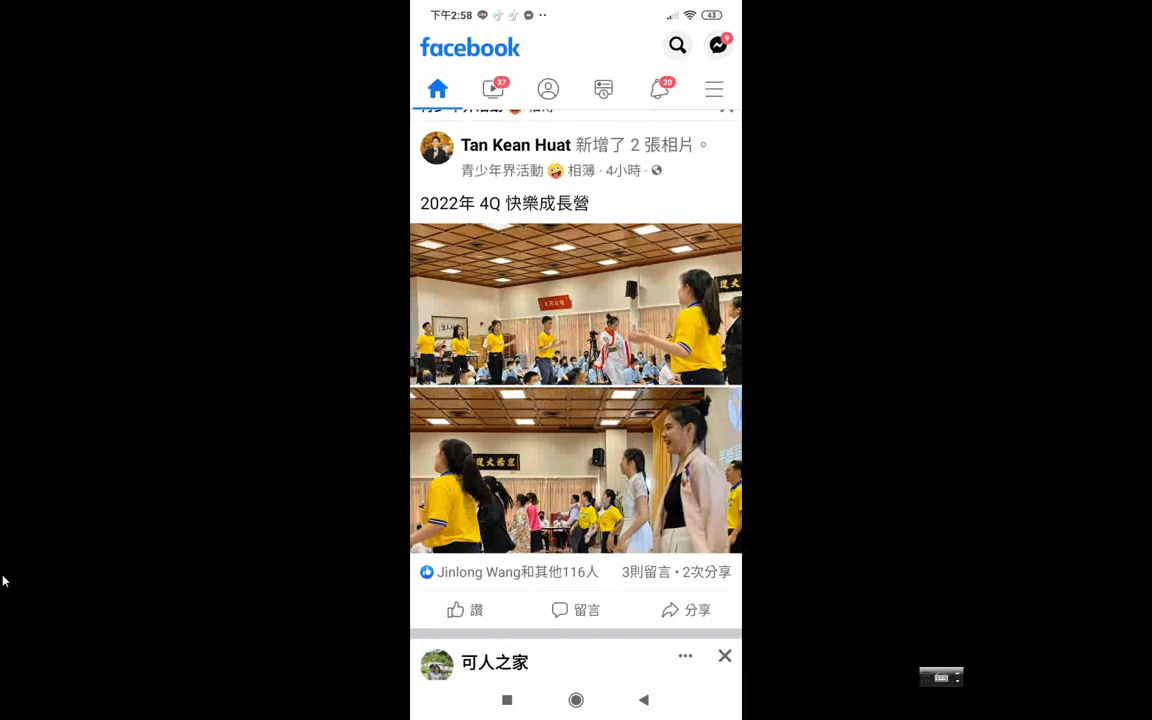 下午2:58
43
facebook
9
37
20
Tan Kean Huat 新增了 2 張相片。
青少年界活動 🤪 相簿 · 4小時 ·
2022年 4Q 快樂成長營
Jinlong Wang和其他116人 3則留言 • 2次分享
讚 留言 分享
可人之家